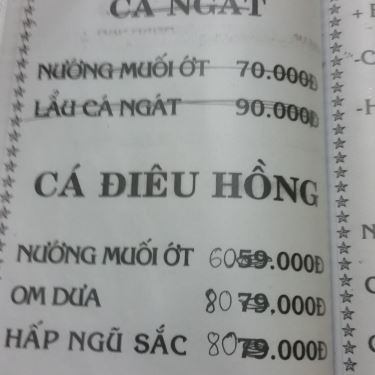 CÁ NGÁT
NƯỚNG MUỐI ỚT 70.000Đ
LẨU CÁ NGÁT 90.000Đ
CÁ ĐIÊU HỒNG
NƯỚNG MUỐI ỚT 60 59.000Đ
OM DƯA 80 79,000Đ
HẤP NGŨ SẮC 80 79.000Đ